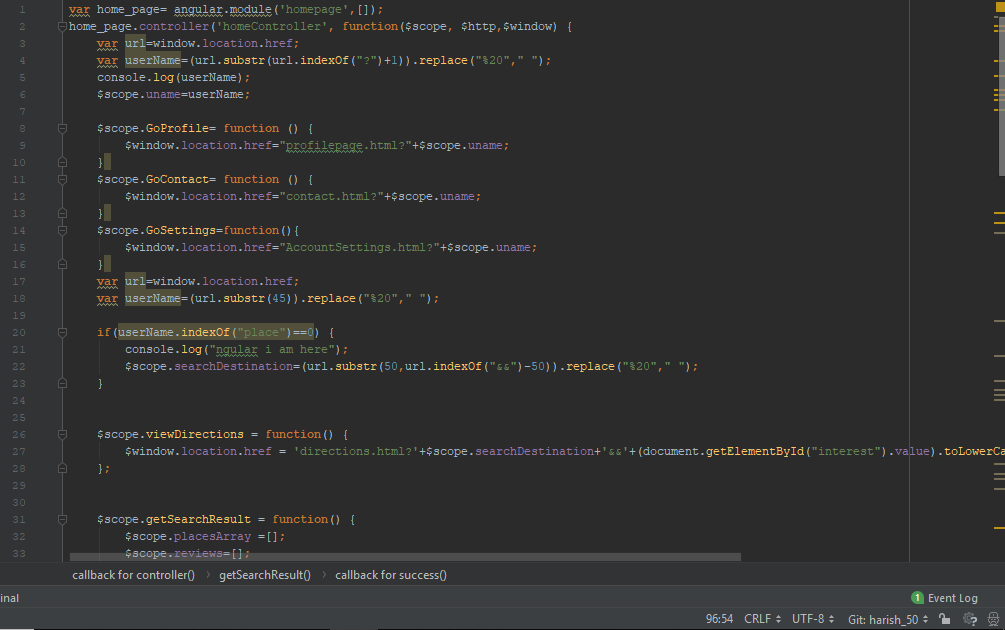 1 var home_page= angular.module('homepage',[]);
2 home_page.controller('homeController', function($scope, $http,$window) {
3 var url=window.location.href;
4 var userName=(url.substr(url.indexOf("?")+1)).replace("%20"," ");
5 console.log(userName);
6 $scope.uname=userName;
7
8 $scope.GoProfile= function () {
9 $window.location.href="profilepage.html?"+$scope.uname;
10 }
11 $scope.GoContact= function () {
12 $window.location.href="contact.html?"+$scope.uname;
13 }
14 $scope.GoSettings=function(){
15 $window.location.href="AccountSettings.html?"+$scope.uname;
16 }
17 var url=window.location.href;
18 var userName=(url.substr(45)).replace("%20"," ");
19
20 if(userName.indexOf("place")==0) {
21 console.log("ngular i am here");
22 $scope.searchDestination=(url.substr(50,url.indexOf("&&")-50)).replace("%20"," ");
23 }
24
25
26 $scope.viewDirections = function() {
27 $window.location.href = 'directions.html?'+$scope.searchDestination+'&&'+(document.getElementById("interest").value).toLowerCa
28 };
29
30
31 $scope.getSearchResult = function() {
32 $scope.placesArray =[];
33 $scope.reviews=[];
callback for controller() › getSearchResult() › callback for success()
inal 1 Event Log
96:54 CRLF UTF-8 Git: harish_50